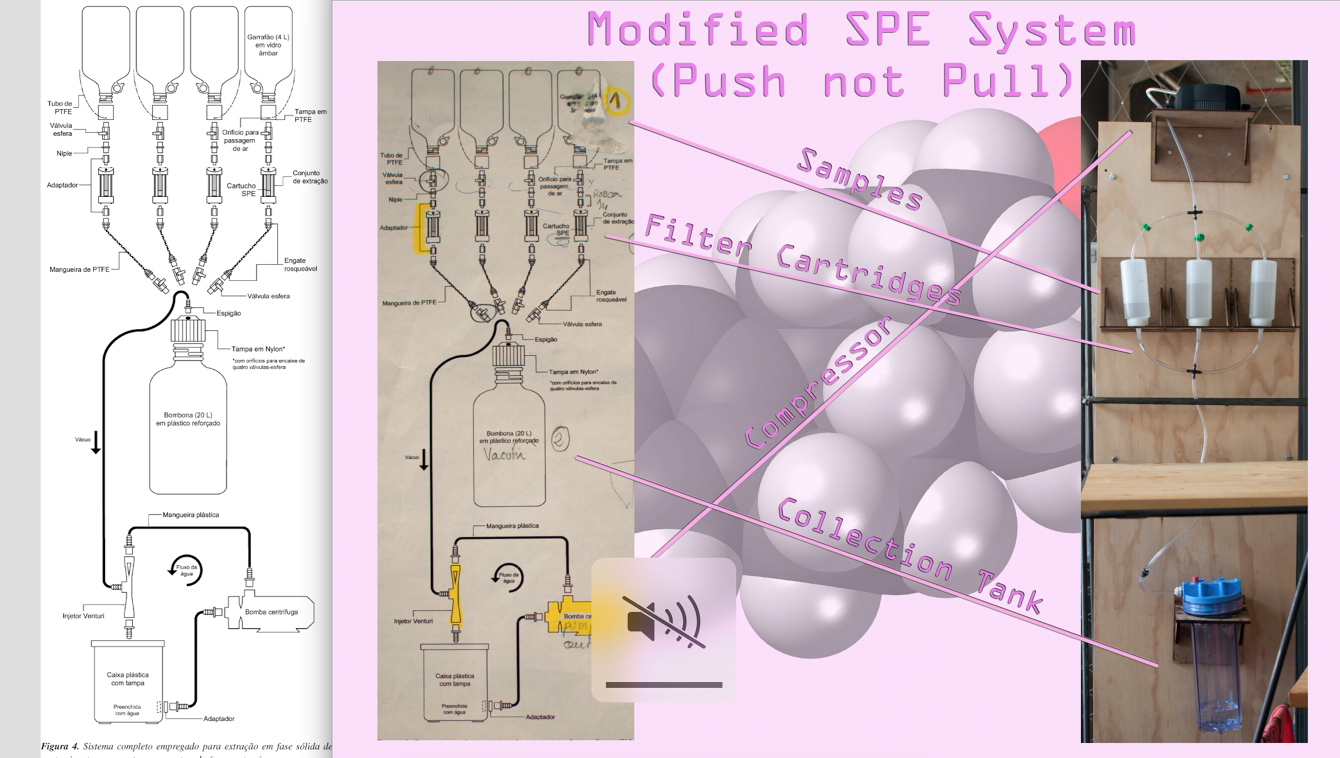 Garrafão (4 L)
em vidro
âmbar
Tubo de
PTFE
Tampa em
PTFE
Válvula
esfera
Orifício para
passagem
de ar
Niple
Conjunto
de extração
Adaptador
Cartucho
SPE
Mangueira de PTFE
Engate
rosqueável
Válvula esfera
Espigão
Tampa em Nylon*
*com orifícios para encaixe de
quatro válvulas-esfera
Bombona (20 L)
em plástico reforçado
Vácuo
Mangueira plástica
Fluxo da
água
Injetor Venturi
Bomba centrífuga
Caixa plástica
com tampa
Preenchida
com água
Adaptador
Figura 4. Sistema completo empregado para extração em fase sólida de
Modified SPE System
(Push not Pull)
1
Tubo de
PTFE
Tampa em
PTFE
Válvula
esfera
Orifício para
passagem
de ar
Niple
Conjunto
de extração
Adaptador
Cartucho
SPE
Mangueira de PTFE
Engate
rosqueável
Válvula esfera
Espigão
Tampa em Nylon*
*com orifícios para encaixe de
quatro válvulas-esfera
Bombona (20 L)
em plástico reforçado
2
Vacuum
Vácuo
Mangueira plástica
Fluxo da
água
Injetor Venturi
Bomba
Caixa plástica
com tampa
Preenchida
com água
Adaptador
Samples
Filter Cartridges
Compressor
Collection Tank